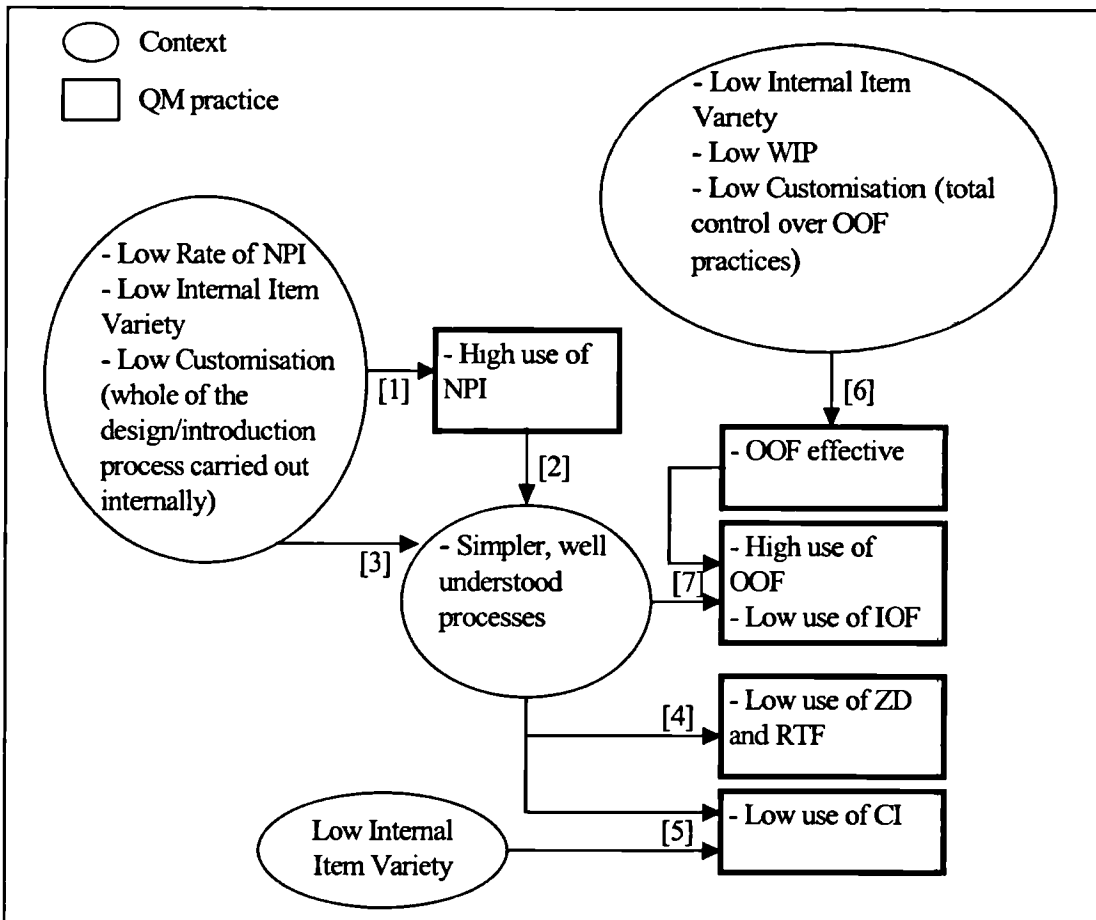 Context
QM practice
- Low Internal Item
Variety
- Low WIP
- Low Customisation (total
control over OOF
practices)
- Low Rate of NPI
- Low Internal Item
Variety
- Low Customisation
(whole of the
design/introduction
process carried out
internally)
[1]
- High use of
NPI
[2]
[6]
- OOF effective
[3]
- Simpler, well
understood
processes
[7]
- High use of
OOF
- Low use of IOF
[4]
- Low use of ZD
and RTF
Low Internal
Item Variety
[5]
- Low use of CI